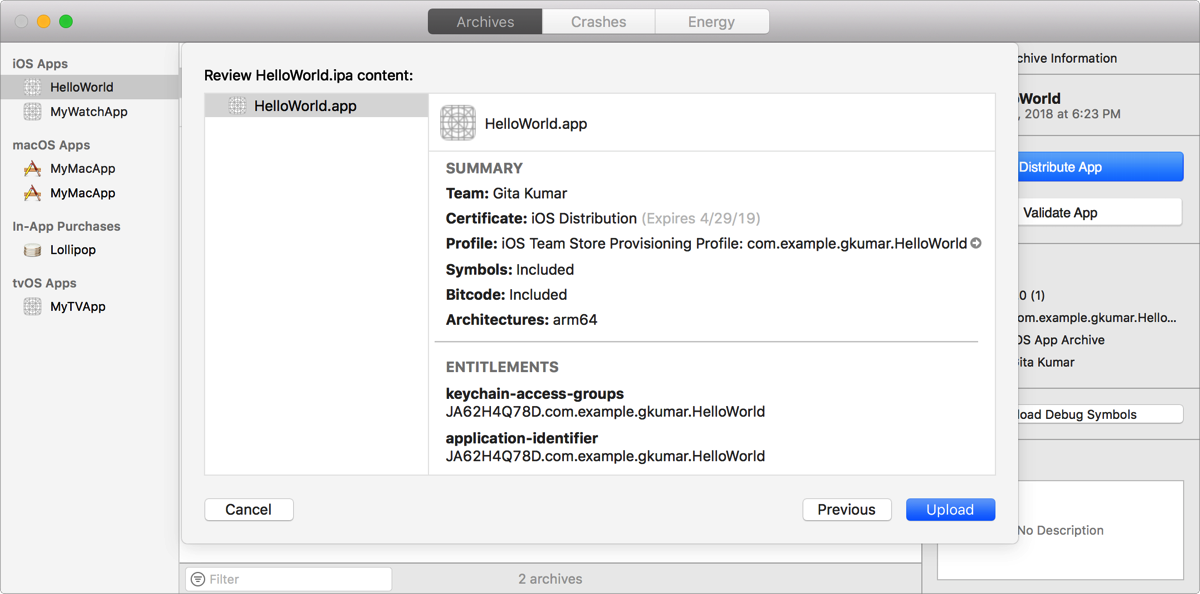 Archives
Crashes
Energy
iOS Apps
HelloWorld
MyWatchApp
macOS Apps
MyMacApp
MyMacApp
In-App Purchases
Lollipop
tvOS Apps
MyTVApp
Review HelloWorld.ipa content:
HelloWorld.app
HelloWorld.app
SUMMARY
Team: Gita Kumar
Certificate: iOS Distribution (Expires 4/29/19)
Profile: iOS Team Store Provisioning Profile: com.example.gkumar.HelloWorld
Symbols: Included
Bitcode: Included
Architectures: arm64
ENTITLEMENTS
keychain-access-groups
JA62H4Q78D.com.example.gkumar.HelloWorld
application-identifier
JA62H4Q78D.com.example.gkumar.HelloWorld
Cancel
Previous
Upload
Filter
2 archives
chive Information
oWorld
, 2018 at 6:23 PM
Distribute App
Validate App
0 (1)
om.example.gkumar.Hello...
OS App Archive
ita Kumar
load Debug Symbols
No Description